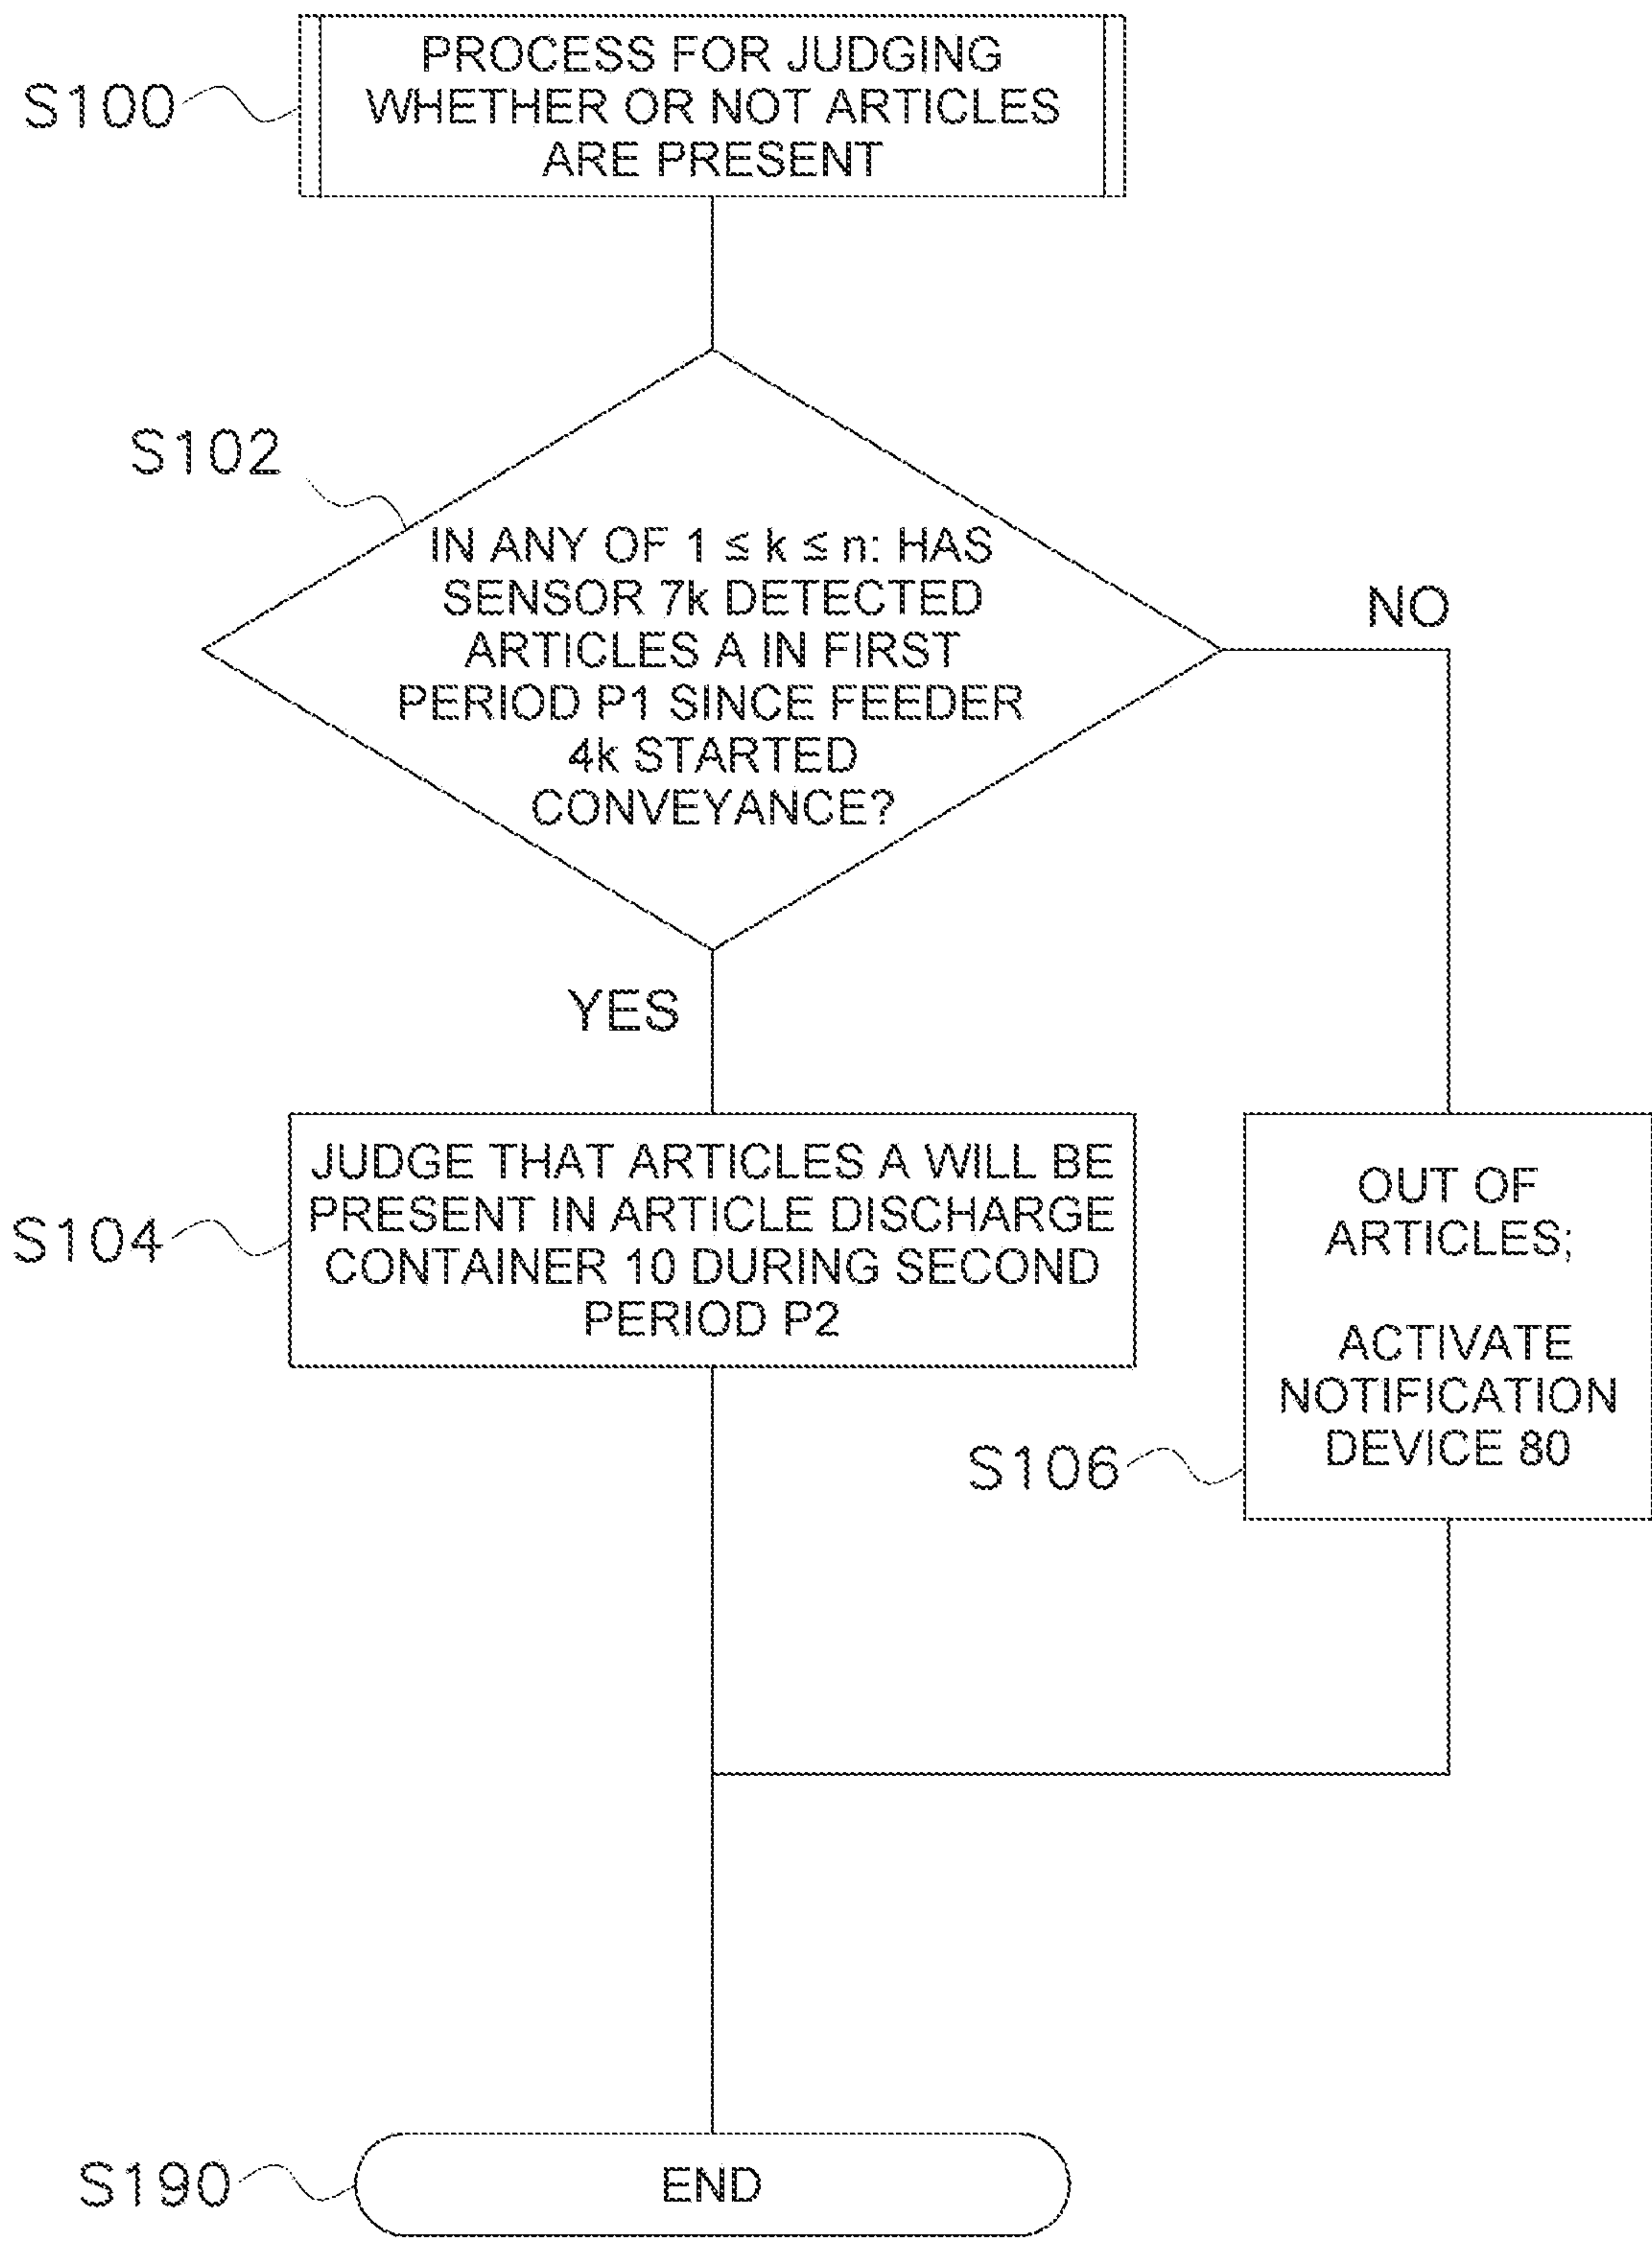 S100
PROCESS FOR JUDGING
WHETHER OR NOT ARTICLES
ARE PRESENT
S102
IN ANY OF 1 ≤ k ≤ n: HAS
SENSOR 7k DETECTED
ARTICLES A IN FIRST
PERIOD P1 SINCE FEEDER
4k STARTED
CONVEYANCE?
NO
YES
S104
JUDGE THAT ARTICLES A WILL BE
PRESENT IN ARTICLE DISCHARGE
CONTAINER 10 DURING SECOND
PERIOD P2
S106
OUT OF
ARTICLES;
ACTIVATE
NOTIFICATION
DEVICE 80
S190
END